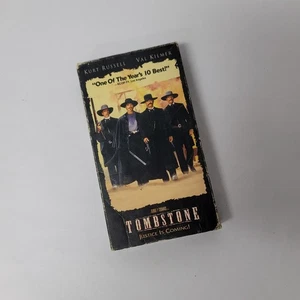 KURT RUSSELL VAL KILMER
"One Of The Year's 10 Best!"
TOMBSTONE
JUSTICE IS COMING!